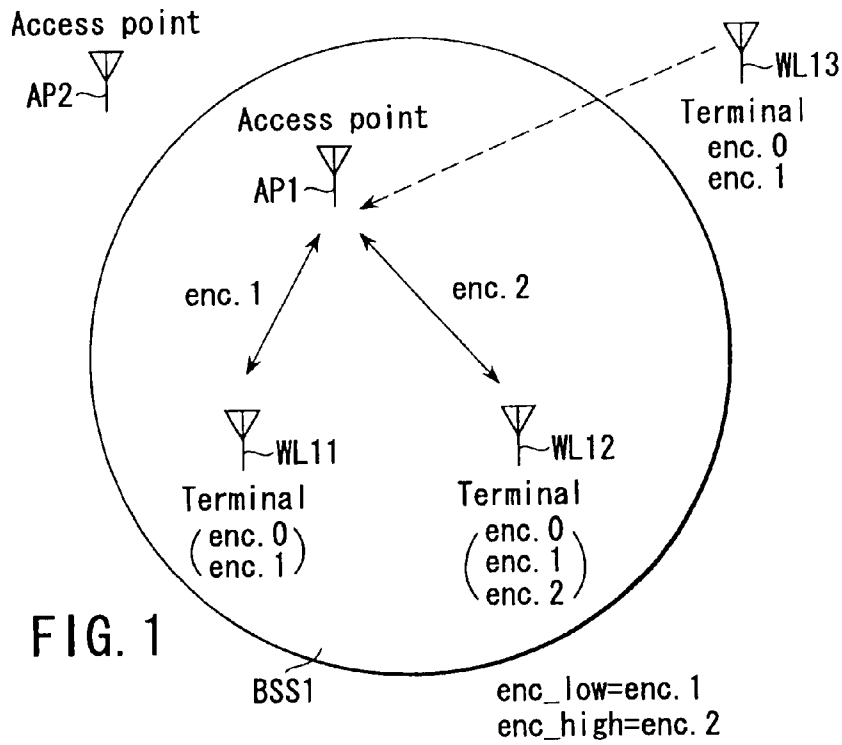 Access point
AP2
WL13
Terminal
enc.0
enc.1
Access point
AP1
enc.1
enc.2
WL11
Terminal
(enc.0
enc.1)
WL12
Terminal
(enc.0
enc.1
enc.2)
FIG.1
BSS1
enc_low=enc.1
enc_high=enc.2